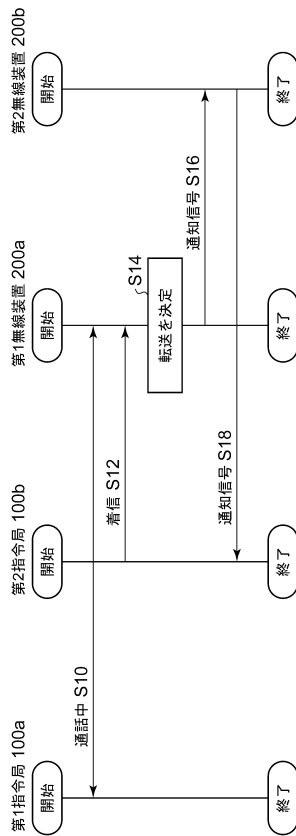 第1指令局 100a
第2指令局 100b
第1無線装置 200a
第2無線装置 200b
開始
開始
開始
開始
通話中 S10
着信 S12
S14
転送を決定
通知信号 S16
通知信号 S18
終了
終了
終了
終了